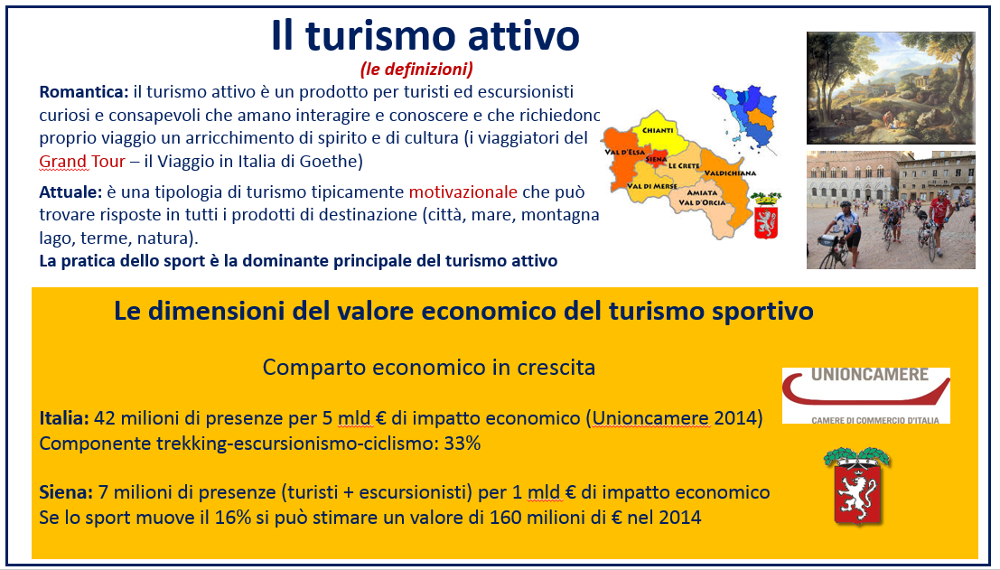 Il turismo attivo
(le definizioni)
Romantica: il turismo attivo è un prodotto per turisti ed escursionisti
curiosi e consapevoli che amano interagire e conoscere e che richiedono
proprio viaggio un arricchimento di spirito e di cultura (i viaggiatori del
Grand Tour – il Viaggio in Italia di Goethe)
Attuale: è una tipologia di turismo tipicamente motivazionale che può
trovare risposte in tutti i prodotti di destinazione (città, mare, montagna
lago, terme, natura).
La pratica dello sport è la dominante principale del turismo attivo
CHIANTI
VAL D'ELSA
SIENA
LE CRETE
VALDICHIANA
VAL DI MERSE
AMIATA
VAL D'ORCIA
Le dimensioni del valore economico del turismo sportivo
Comparto economico in crescita
UNIONCAMERE
CAMERE DI COMMERCIO D'ITALIA
Italia: 42 milioni di presenze per 5 mld € di impatto economico (Unioncamere 2014)
Componente trekking-escursionismo-ciclismo: 33%
Siena: 7 milioni di presenze (turisti + escursionisti) per 1 mld € di impatto economico
Se lo sport muove il 16% si può stimare un valore di 160 milioni di € nel 2014